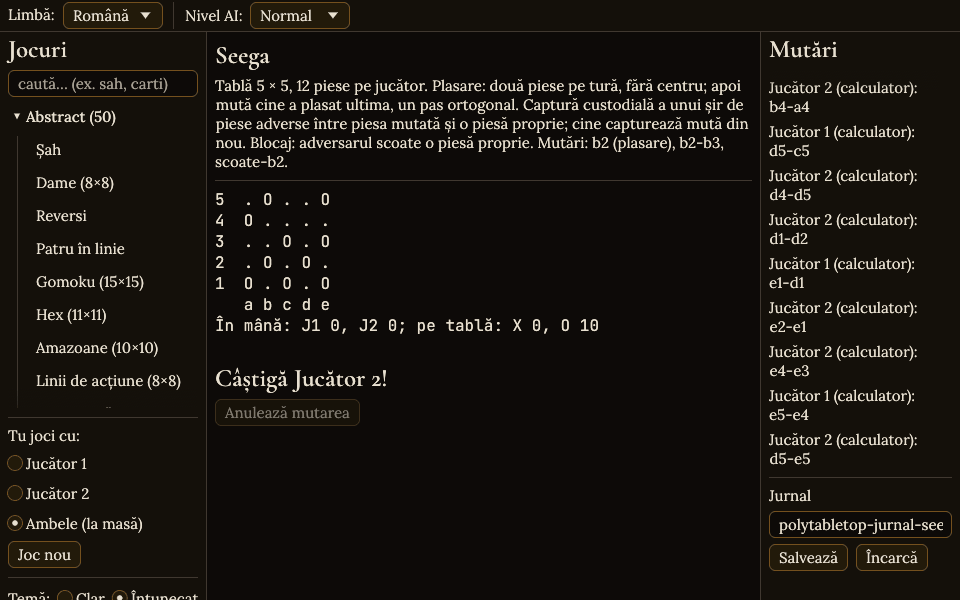 Limbă: Română ▼ Nivel AI: Normal ▼
Jocuri
caută... (ex. sah, carti)
▾ Abstract (50)
Șah
Dame (8×8)
Reversi
Patru în linie
Gomoku (15×15)
Hex (11×11)
Amazoane (10×10)
Linii de acțiune (8×8)
Tu joci cu:
Jucător 1
Jucător 2
Ambele (la masă)
Joc nou
Temă: Clar Întunecat
Seega
Tablă 5 × 5, 12 piese pe jucător. Plasare: două piese pe tură, fără centru; apoi
mută cine a plasat ultima, un pas ortogonal. Captură custodială a unui șir de
piese adverse între piesa mutată și o piesă proprie; cine capturează mută din
nou. Blocaj: adversarul scoate o piesă proprie. Mutări: b2 (plasare), b2-b3,
scoate-b2.
5 . O . . O
4 O . . . .
3 . . O . O
2 . O . O .
1 O . O . O
a b c d e
În mână: J1 0, J2 0; pe tablă: X 0, O 10
Câștigă Jucător 2!
Anulează mutarea
Mutări
Jucător 2 (calculator):
b4-a4
Jucător 1 (calculator):
d5-c5
Jucător 2 (calculator):
d4-d5
Jucător 2 (calculator):
d1-d2
Jucător 1 (calculator):
e1-d1
Jucător 2 (calculator):
e2-e1
Jucător 2 (calculator):
e4-e3
Jucător 1 (calculator):
e5-e4
Jucător 2 (calculator):
d5-e5
Jurnal
polytabletop-jurnal-see
Salvează Încarcă